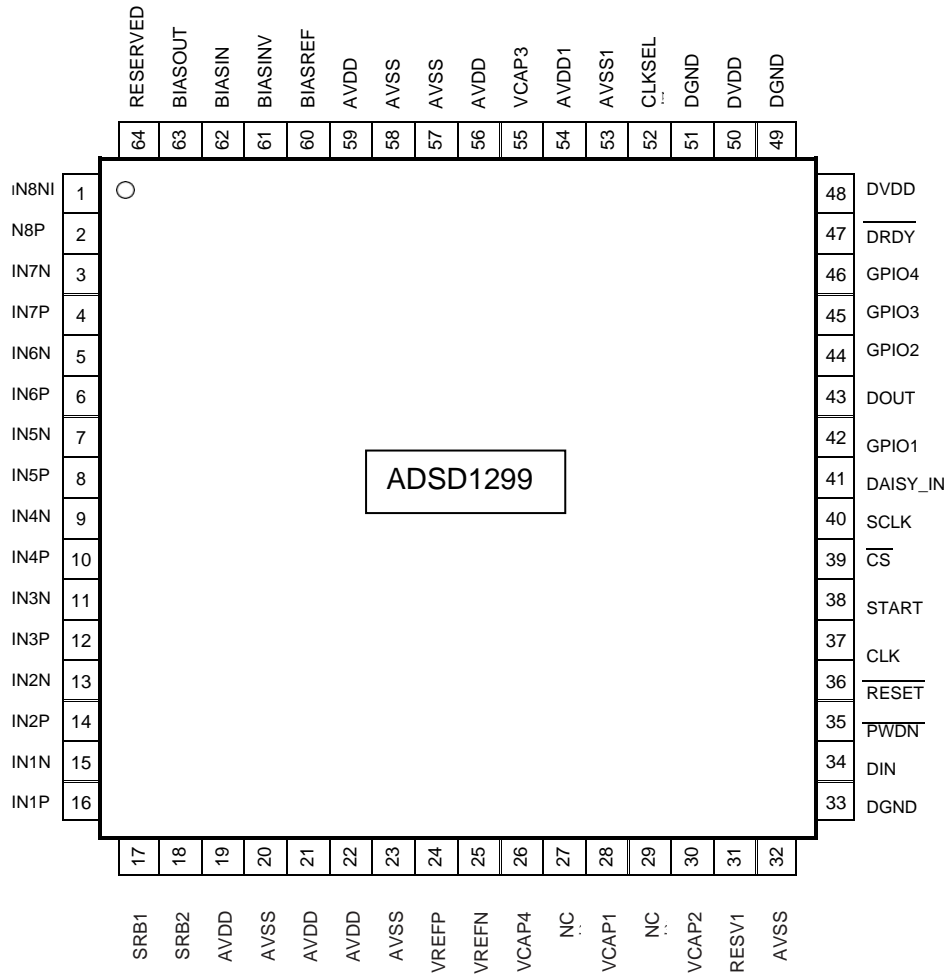 RESERVED
BIASOUT
BIASIN
BIASINV
BIASREF
AVDD
AVSS
AVSS
AVDD
VCAP3
AVDD1
AVSS1
CLKSEL
DGND
DVDD
DGND
64
63
62
61
60
59
58
57
56
55
54
53
52
51
50
49
IN8NI 1
N8P 2
IN7N 3
IN7P 4
IN6N 5
IN6P 6
IN5N 7
IN5P 8
IN4N 9
IN4P 10
IN3N 11
IN3P 12
IN2N 13
IN2P 14
IN1N 15
IN1P 16
ADSD1299
48 DVDD
47 DRDY
46 GPIO4
45 GPIO3
44 GPIO2
43 DOUT
42 GPIO1
41 DAISY_IN
40 SCLK
39 CS
38 START
37 CLK
36 RESET
35 PWDN
34 DIN
33 DGND
17
18
19
20
21
22
23
24
25
26
27
28
29
30
31
32
SRB1
SRB2
AVDD
AVSS
AVDD
AVDD
AVSS
VREFP
VREFN
VCAP4
NC
VCAP1
NC
VCAP2
RESV1
AVSS